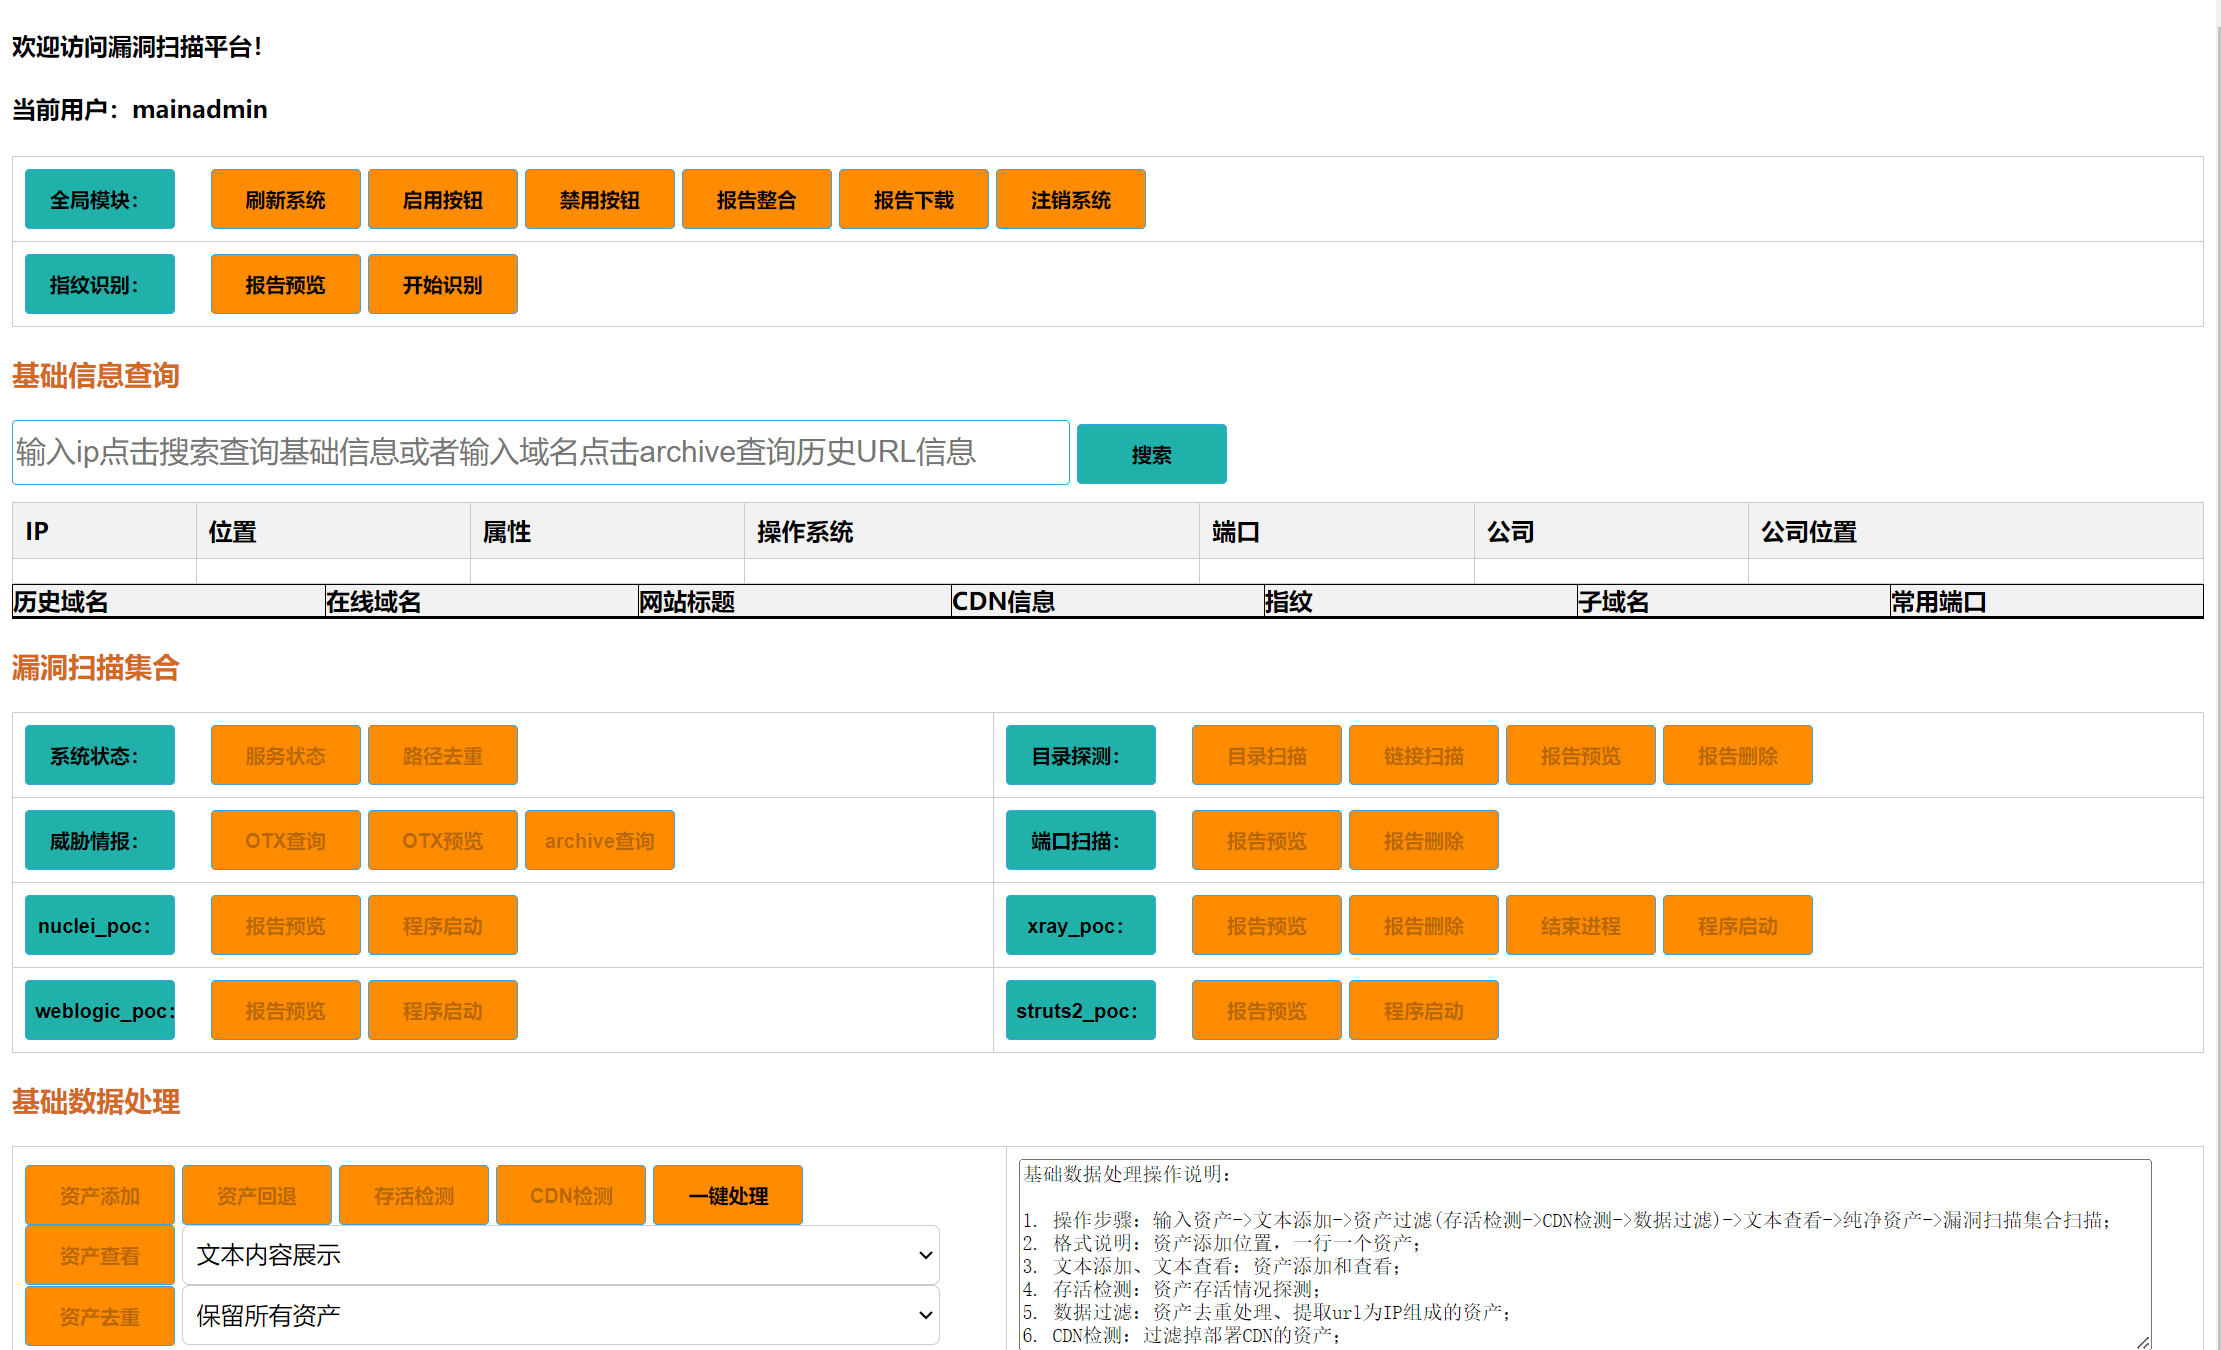 欢迎访问漏洞扫描平台！
当前用户：mainadmin
全局模块： 刷新系统 启用按钮 禁用按钮 报告整合 报告下载 注销系统
指纹识别： 报告预览 开始识别
基础信息查询
输入ip点击搜索查询基础信息或者输入域名点击archive查询历史URL信息 搜索
IP 位置 属性 操作系统 端口 公司 公司位置
历史域名 在线域名 网站标题 CDN信息 指纹 子域名 常用端口
漏洞扫描集合
系统状态： 服务状态 路径去重 目录探测： 目录扫描 链接扫描 报告预览 报告删除
威胁情报： OTX查询 OTX预览 archive查询 端口扫描： 报告预览 报告删除
nuclei_poc： 报告预览 程序启动 xray_poc： 报告预览 报告删除 结束进程 程序启动
weblogic_poc： 报告预览 程序启动 struts2_poc： 报告预览 程序启动
基础数据处理
资产添加 资产回退 存活检测 CDN检测 一键处理
资产查看 文本内容展示
资产去重 保留所有资产
基础数据处理操作说明：
1. 操作步骤：输入资产->文本添加->资产过滤(存活检测->CDN检测->数据过滤)->文本查看->纯净资产->漏洞扫描集合扫描；
2. 格式说明：资产添加位置，一行一个资产；
3. 文本添加、文本查看：资产添加和查看；
4. 存活检测：资产存活情况探测；
5. 数据过滤：资产去重处理、提取url为IP组成的资产；
6. CDN检测：过滤掉部署CDN的资产；